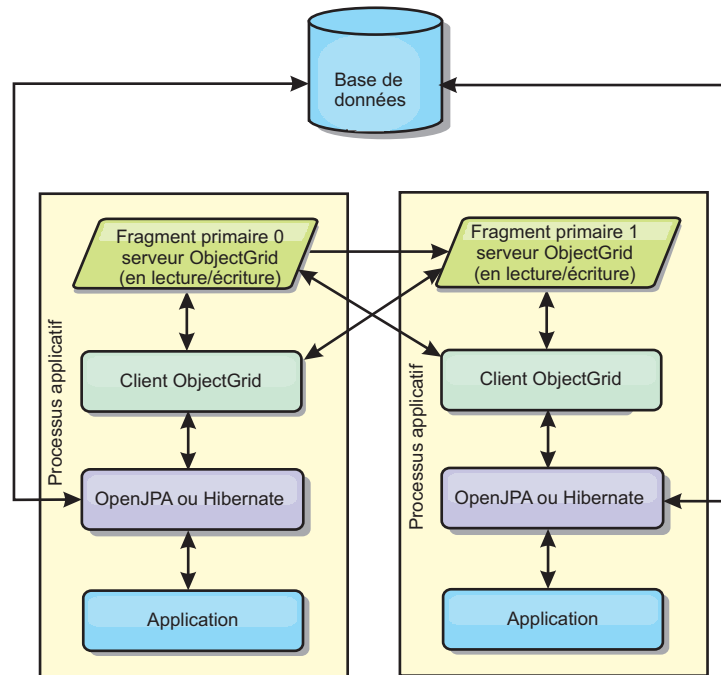 Base de
données
Fragment primaire 0
serveur ObjectGrid
(en lecture/écriture)
Client ObjectGrid
OpenJPA ou Hibernate
Application
Processus applicatif
Fragment primaire 1
serveur ObjectGrid
(en lecture/écriture)
Client ObjectGrid
OpenJPA ou Hibernate
Application
Processus applicatif